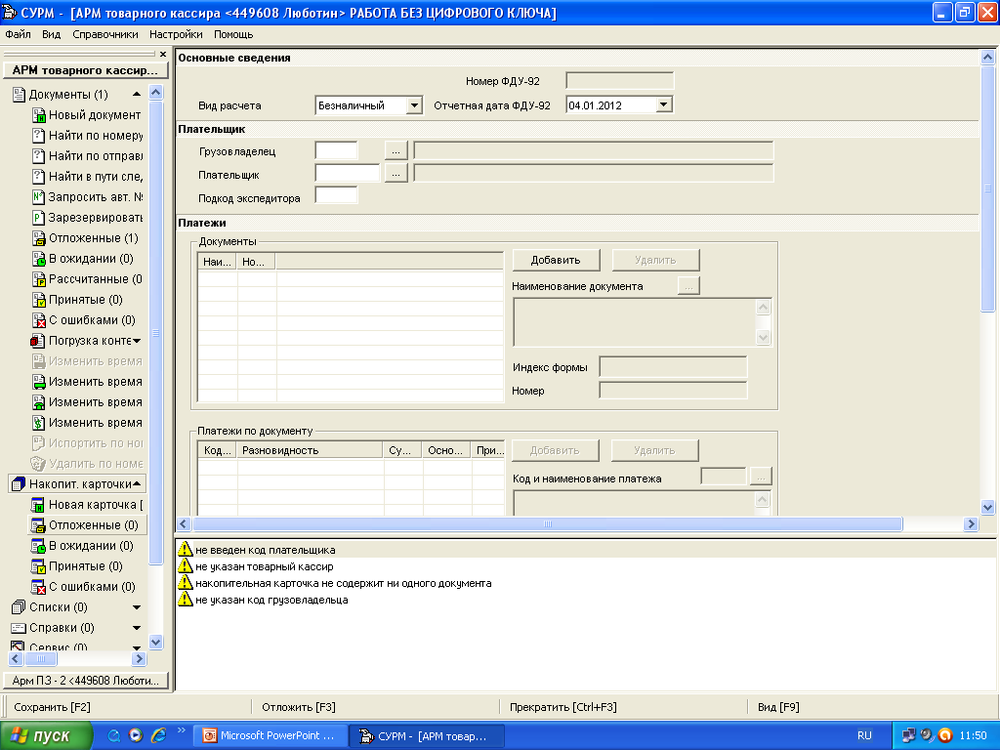 СУРМ - [АРМ товарного кассира <449608 Люботин> РАБОТА БЕЗ ЦИФРОВОГО КЛЮЧА]
Файл Вид Справочники Настройки Помощь
АРМ товарного кассир...
Документы (1)
Новый документ
Найти по номеру
Найти по отправл
Найти в пути сле,
Запросить авт. №
Зарезервировать
Отложенные (1)
В ожидании (0)
Рассчитанные (0
Принятые (0)
С ошибками (0)
Погрузка конте
Изменить время
Изменить время
Изменить время
Изменить время
Испортить по ном
Удалить по номе
Накопит. карточки
Новая карточка [
Отложенные (0)
В ожидании (0)
Принятые (0)
С ошибками (0)
Списки (0)
Справки (0)
Сервис (0)
Арм ПЗ - 2 <449608 Люботи...
Основные сведения
Номер ФДУ-92
Вид расчета Безналичный Отчетная дата ФДУ-92 04.01.2012
Плательщик
Грузовладелец ...
Плательщик ...
Подкод экспедитора
Платежи
Документы
Наи... Но...
Добавить Удалить
Наименование документа ...
Индекс формы
Номер
Платежи по документу
Код... Разновидность Су... Осно... При...
Добавить Удалить
Код и наименование платежа ...
не введен код плательщика
не указан товарный кассир
накопительная карточка не содержит ни одного документа
не указан код грузовладельца
Сохранить [F2] Отложить [F3] Прекратить [Ctrl+F3] Вид [F9]
пуск Microsoft PowerPoint ... СУРМ - [АРМ товар... RU 11:50